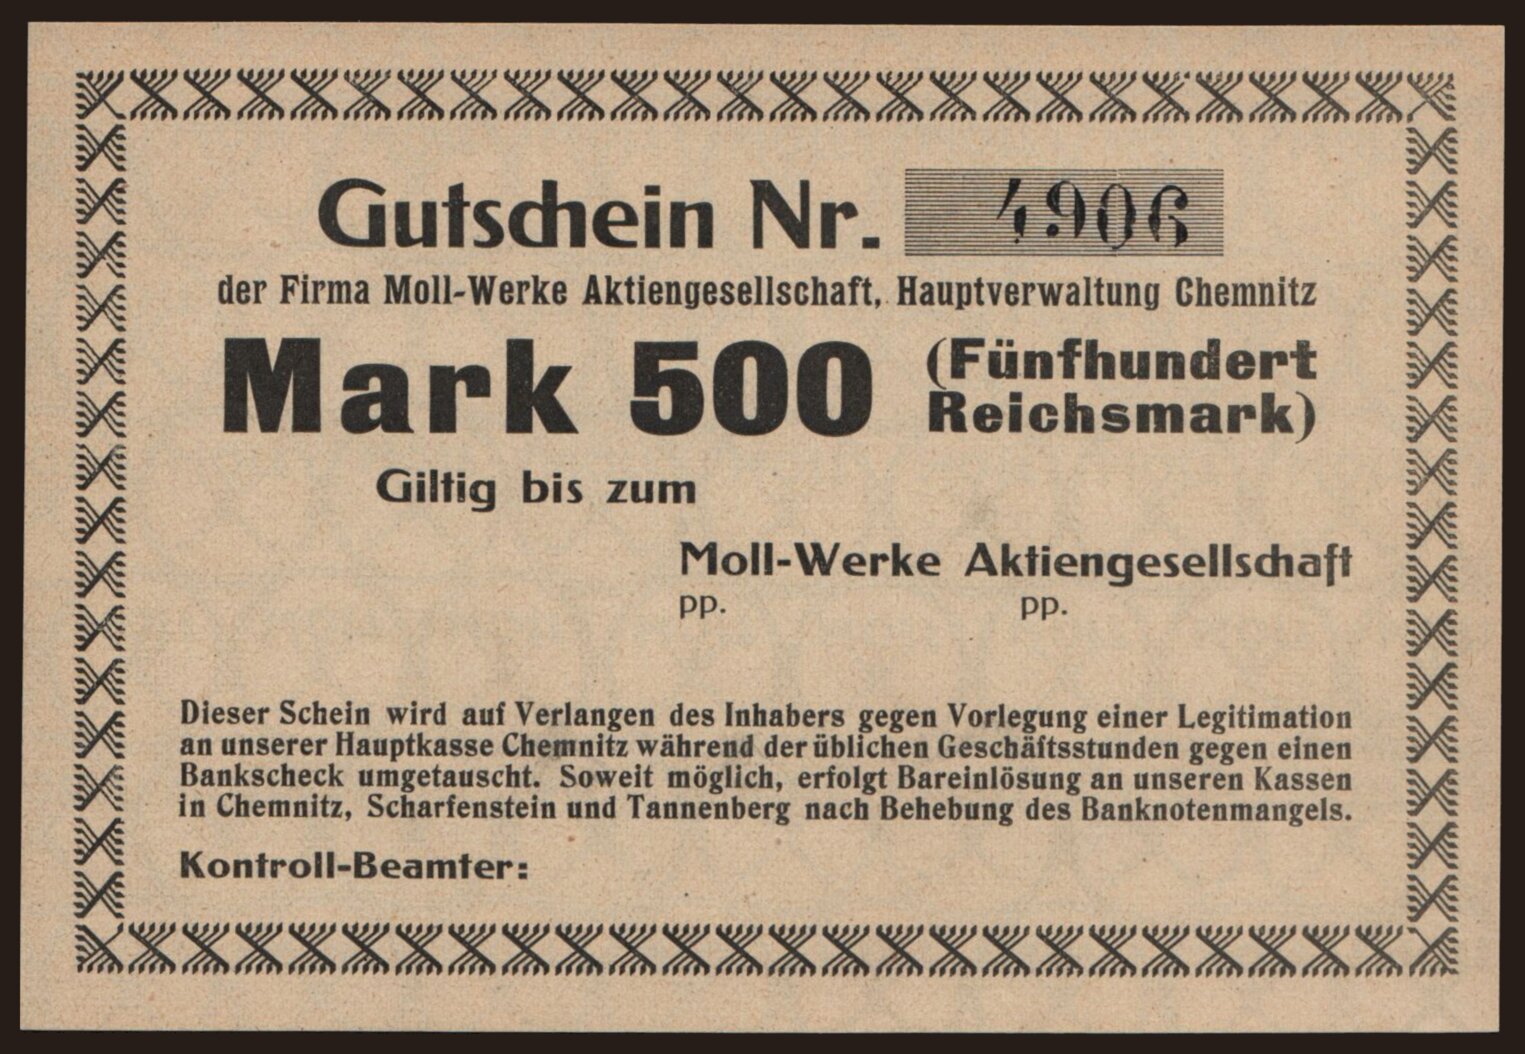 Gutschein Nr. 4906
der Firma Moll-Werke Aktiengesellschaft, Hauptverwaltung Chemnitz
Mark 500 (Fünfhundert
Reichsmark)
Giltig bis zum
Moll-Werke Aktiengesellschaft
pp. pp.
Dieser Schein wird auf Verlangen des Inhabers gegen Vorlegung einer Legitimation
an unserer Hauptkasse Chemnitz während der üblichen Geschäftsstunden gegen einen
Bankscheck umgetauscht. Soweit möglich, erfolgt Bareinlösung an unseren Kassen
in Chemnitz, Scharfenstein und Tannenberg nach Behebung des Banknotenmangels.
Kontroll-Beamter: